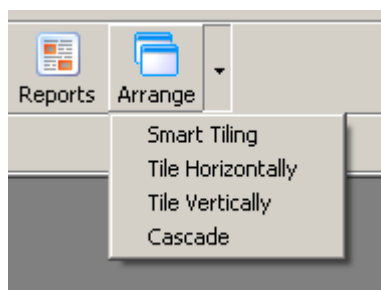 Reports Arrange
Smart Tiling
Tile Horizontally
Tile Vertically
Cascade